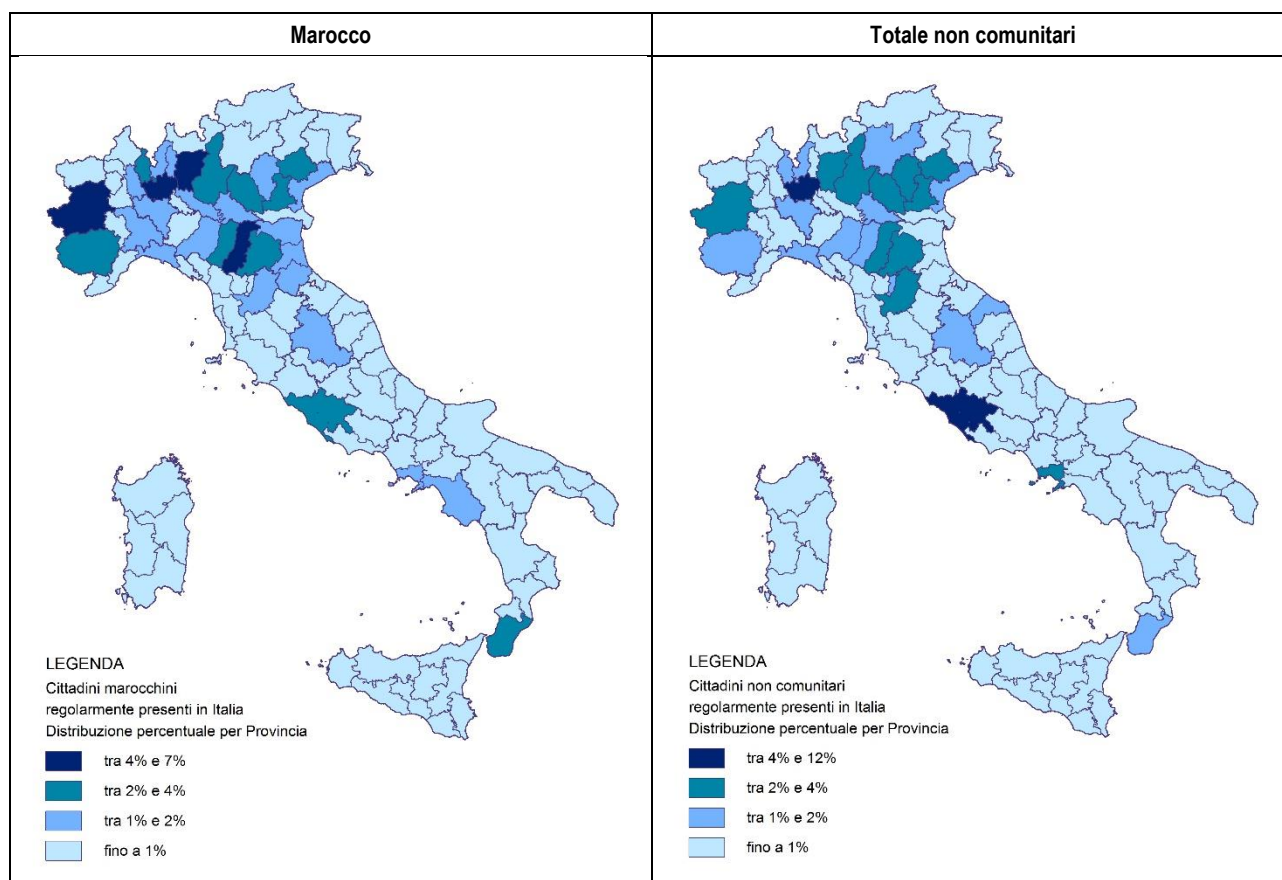 Marocco
Totale non comunitari
LEGENDA
Cittadini marocchini
regolarmente presenti in Italia
Distribuzione percentuale per Provincia
tra 4% e 7%
tra 2% e 4%
tra 1% e 2%
fino a 1%
LEGENDA
Cittadini non comunitari
regolarmente presenti in Italia
Distribuzione percentuale per Provincia
tra 4% e 12%
tra 2% e 4%
tra 1% e 2%
fino a 1%